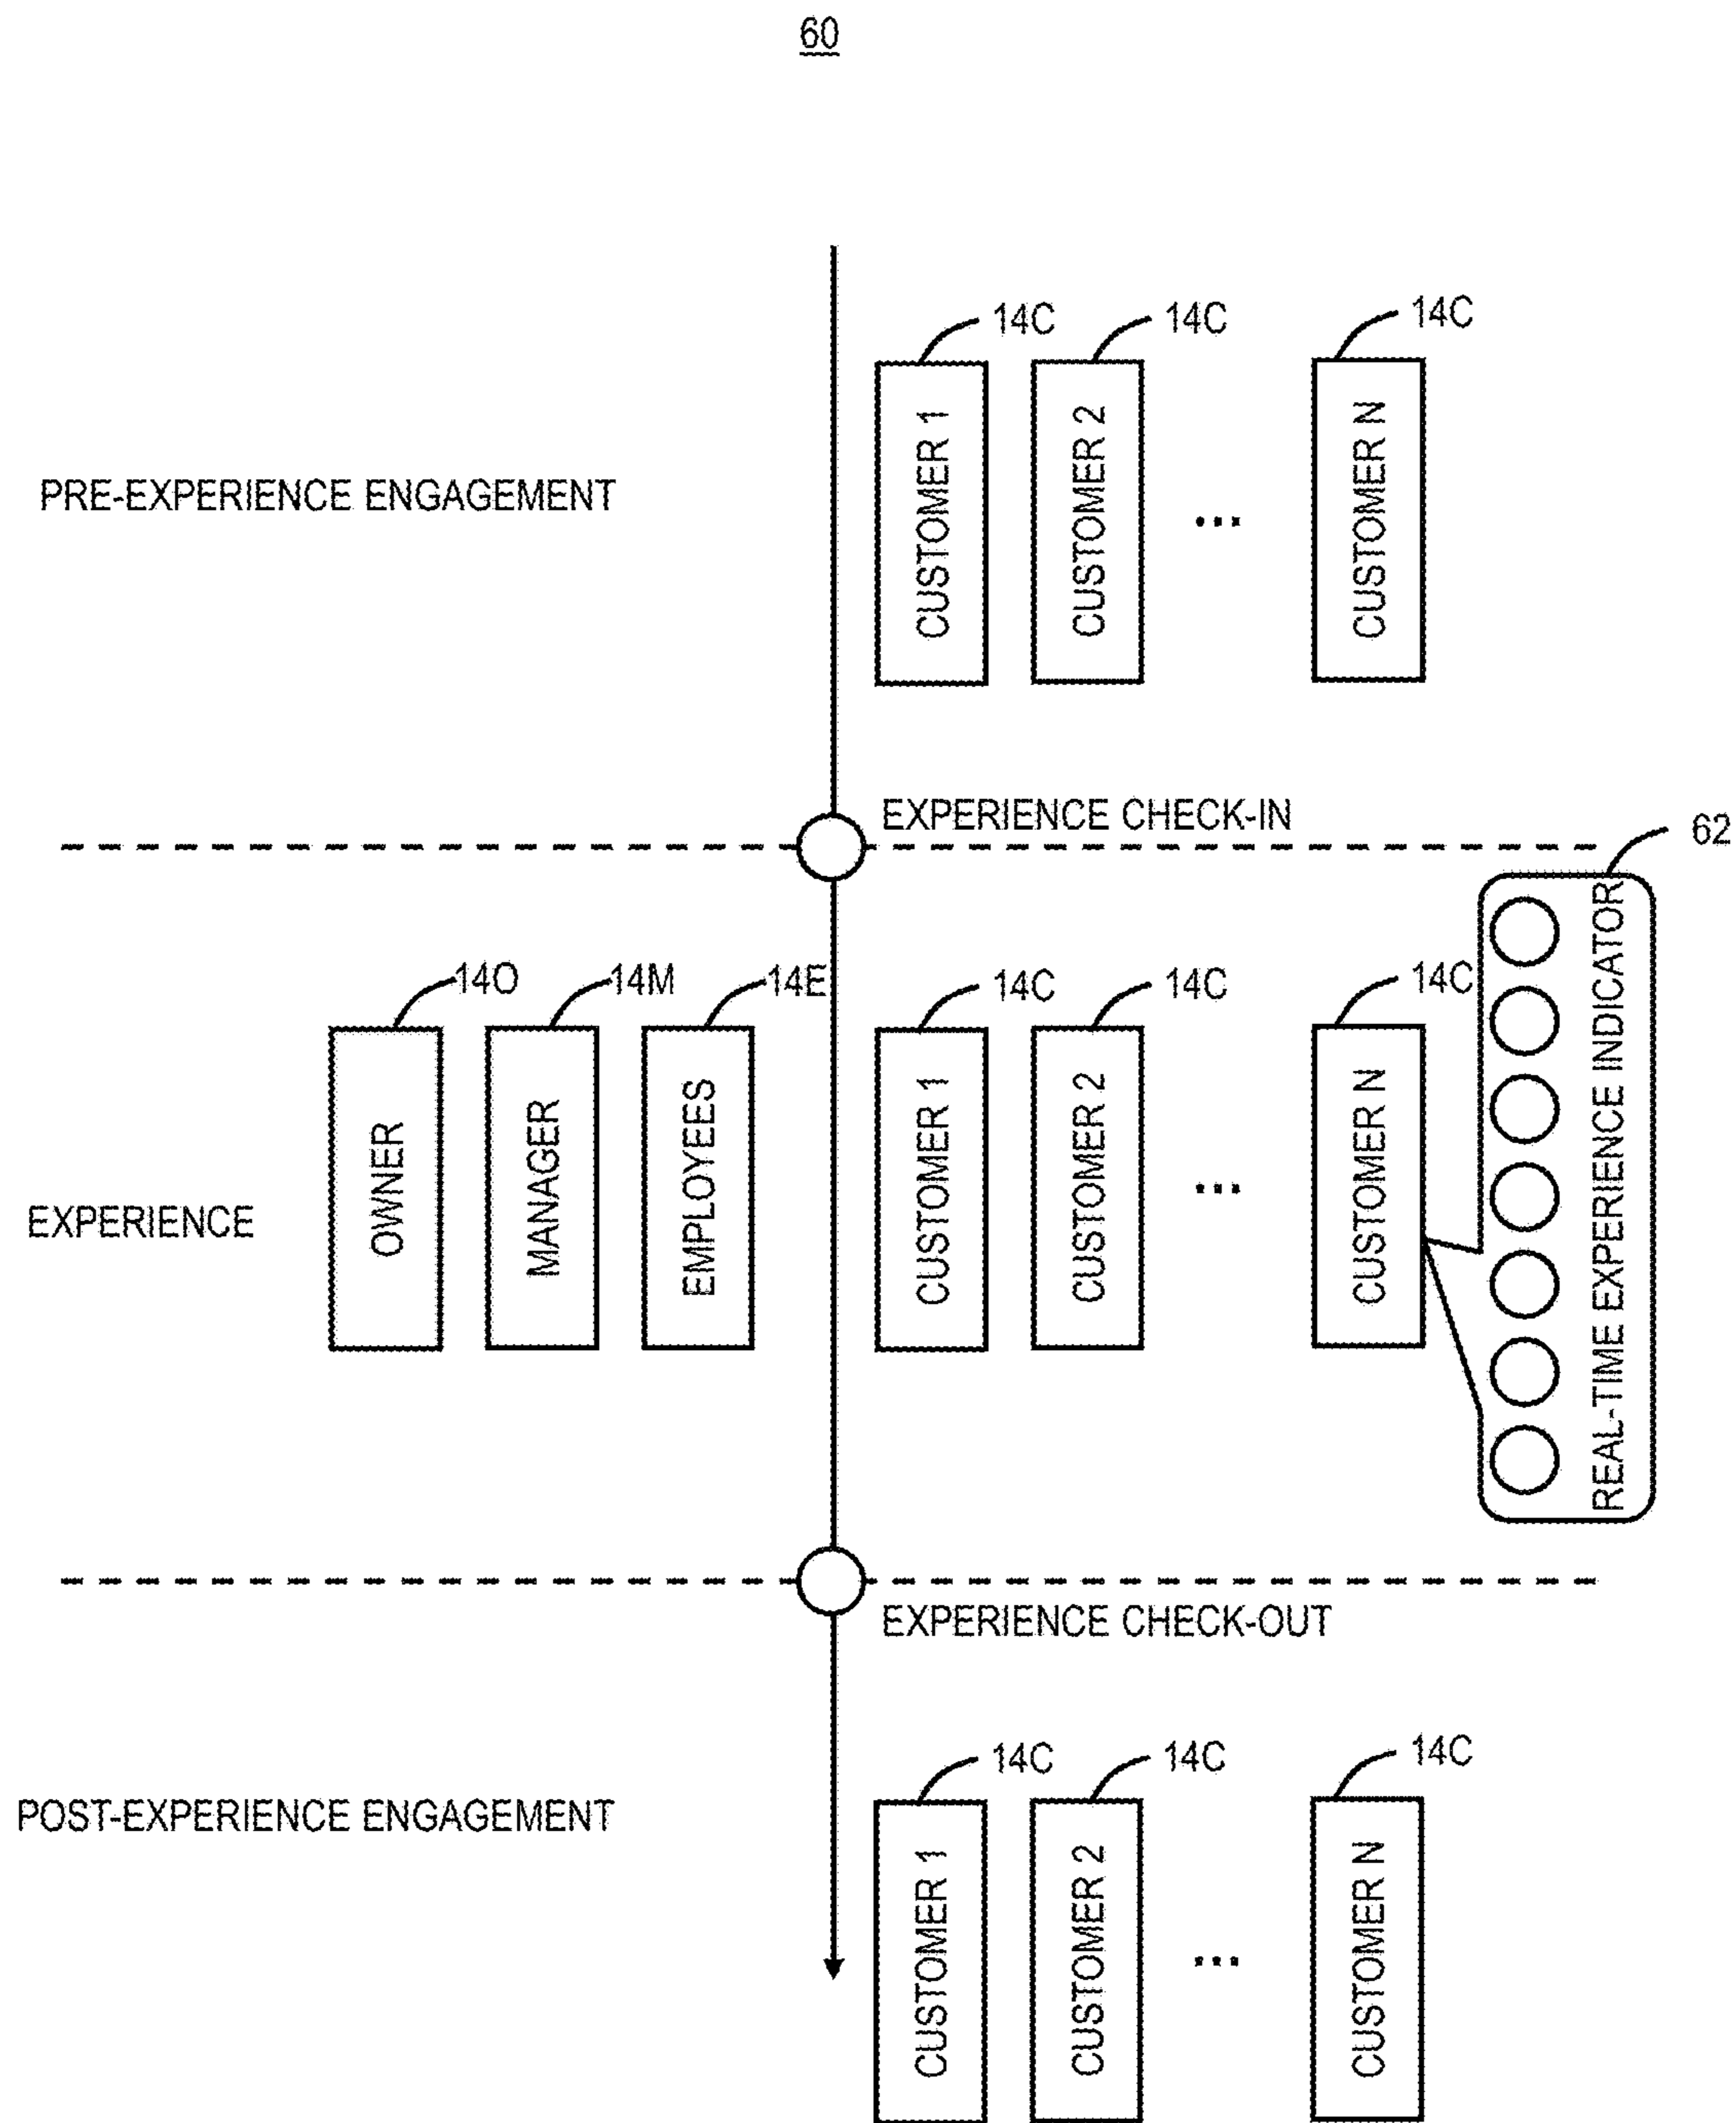 60
14C
14C
14C
CUSTOMER 1
CUSTOMER 2
...
CUSTOMER N
PRE-EXPERIENCE ENGAGEMENT
EXPERIENCE CHECK-IN
62
14O
14M
14E
14C
14C
14C
OWNER
MANAGER
EMPLOYEES
CUSTOMER 1
CUSTOMER 2
...
CUSTOMER N
REAL-TIME EXPERIENCE INDICATOR
EXPERIENCE
EXPERIENCE CHECK-OUT
14C
14C
14C
POST-EXPERIENCE ENGAGEMENT
CUSTOMER 1
CUSTOMER 2
...
CUSTOMER N